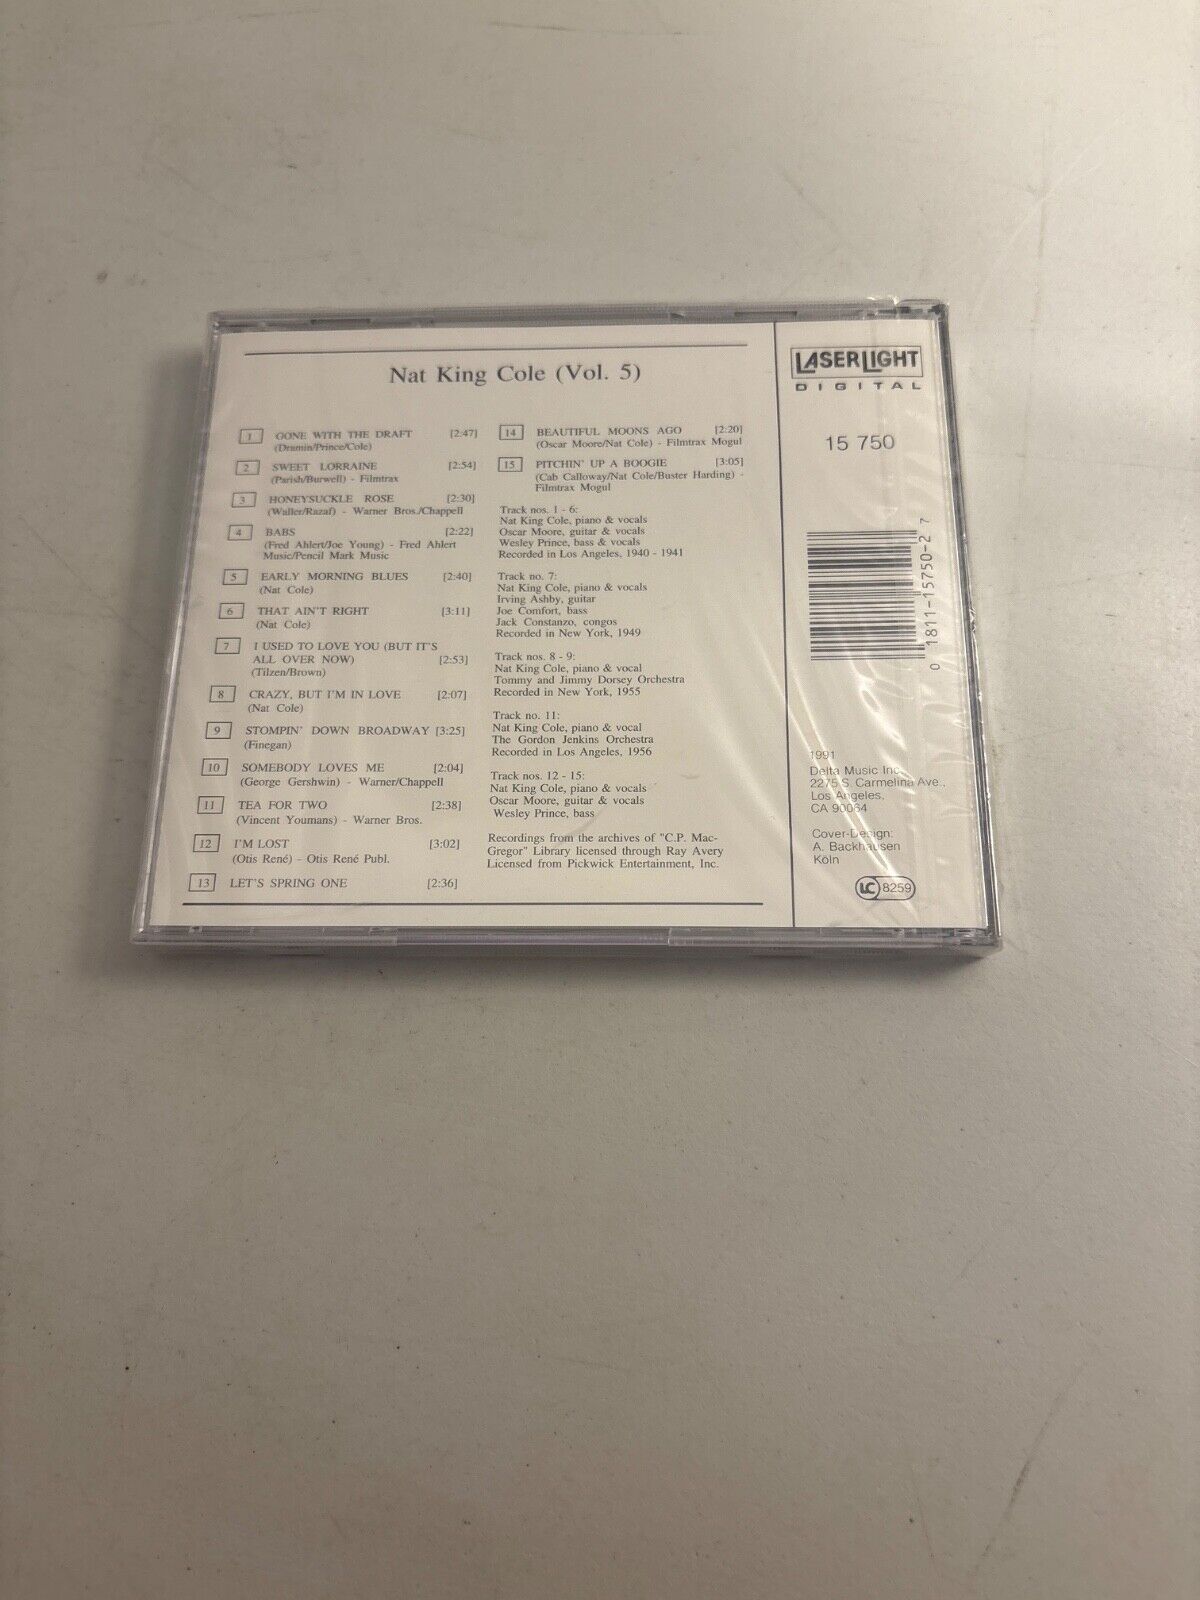 Nat King Cole (Vol. 5)
1 GONE WITH THE DRAFT [2:47]
(Dramin/Prince/Cole)
2 SWEET LORRAINE [2:54]
(Parish/Burwell) - Filmtrax
3 HONEYSUCKLE ROSE [2:30]
(Waller/Razaf) - Warner Bros./Chappell
4 BABS [2:22]
(Fred Ahlert/Joe Young) - Fred Ahlert
Music/Pencil Mark Music
5 EARLY MORNING BLUES [2:40]
(Nat Cole)
6 THAT AIN'T RIGHT [3:11]
(Nat Cole)
7 I USED TO LOVE YOU (BUT IT'S
ALL OVER NOW) [2:53]
(Tilzen/Brown)
8 CRAZY, BUT I'M IN LOVE [2:07]
(Nat Cole)
9 STOMPIN' DOWN BROADWAY [3:25]
(Finegan)
10 SOMEBODY LOVES ME [2:04]
(George Gershwin) - Warner/Chappell
11 TEA FOR TWO [2:38]
(Vincent Youmans) - Warner Bros.
12 I'M LOST [3:02]
(Otis René) - Otis René Publ.
13 LET'S SPRING ONE [2:36]
14 BEAUTIFUL MOONS AGO [2:20]
(Oscar Moore/Nat Cole) - Filmtrax Mogul
15 PITCHIN' UP A BOOGIE [3:05]
(Cab Calloway/Nat Cole/Buster Harding) -
Filmtrax Mogul
Track nos. 1 - 6:
Nat King Cole, piano & vocals
Oscar Moore, guitar & vocals
Wesley Prince, bass & vocals
Recorded in Los Angeles, 1940 - 1941
Track no. 7:
Nat King Cole, piano & vocals
Irving Ashby, guitar
Joe Comfort, bass
Jack Constanzo, congos
Recorded in New York, 1949
Track nos. 8 - 9:
Nat King Cole, piano & vocal
Tommy and Jimmy Dorsey Orchestra
Recorded in New York, 1955
Track no. 11:
Nat King Cole, piano & vocal
The Gordon Jenkins Orchestra
Recorded in Los Angeles, 1956
Track nos. 12 - 15:
Nat King Cole, piano & vocals
Oscar Moore, guitar & vocals
Wesley Prince, bass
Recordings from the archives of "C.P. Mac-
Gregor" Library licensed through Ray Avery
Licensed from Pickwick Entertainment, Inc.
LASERLIGHT
DIGITAL
15 750
0 1811-15750-2 7
1991
Delta Music Inc.
2275 S. Carmelina Ave.,
Los Angeles,
CA 90064
Cover-Design:
A. Backhausen
Köln
LC 8259